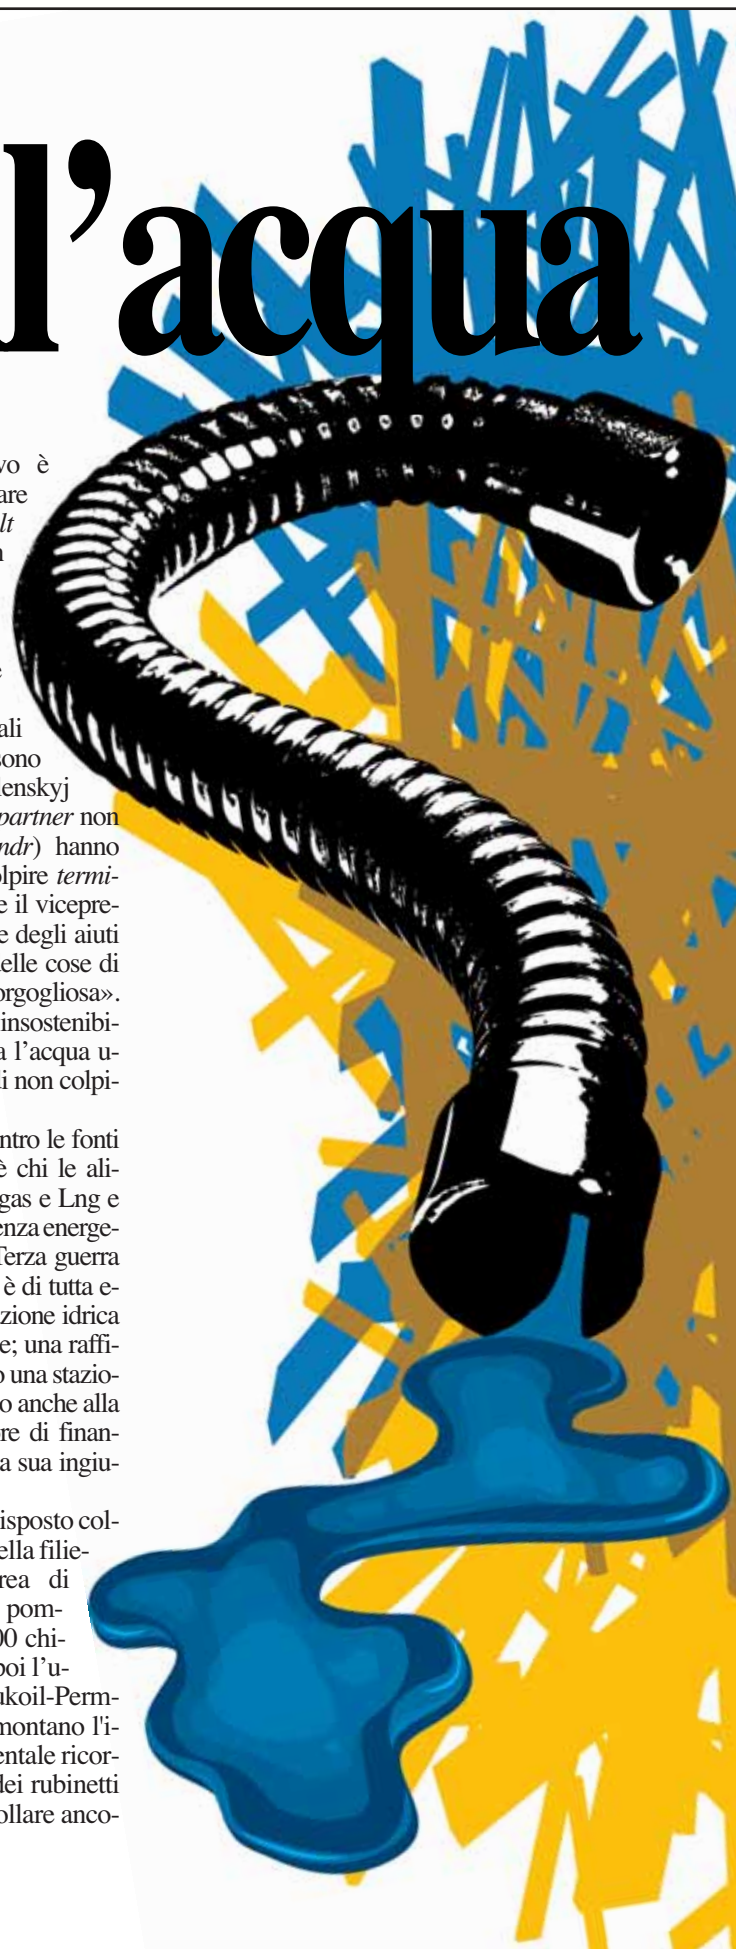 l’acqua
vo è
are
lt
n
e
ali
sono
lenskyj
partner non
ndr) hanno
olpire termi-
e il vicepre-
e degli aiuti
elle cose di
orgogliosa».
insostenibi-
a l’acqua u-
di non colpi-
ntro le fonti
è chi le ali-
gas e Lng e
enza energe-
Terza guerra
è di tutta e-
zione idrica
e; una raffi-
o una stazio-
o anche alla
re di finan-
a sua ingiu-
isposto col-
ella filie-
rea di
pom-
00 chi-
poi l’u-
ukoil-Perm-
montano l'i-
entale ricor-
dei rubinetti
ollare anco-